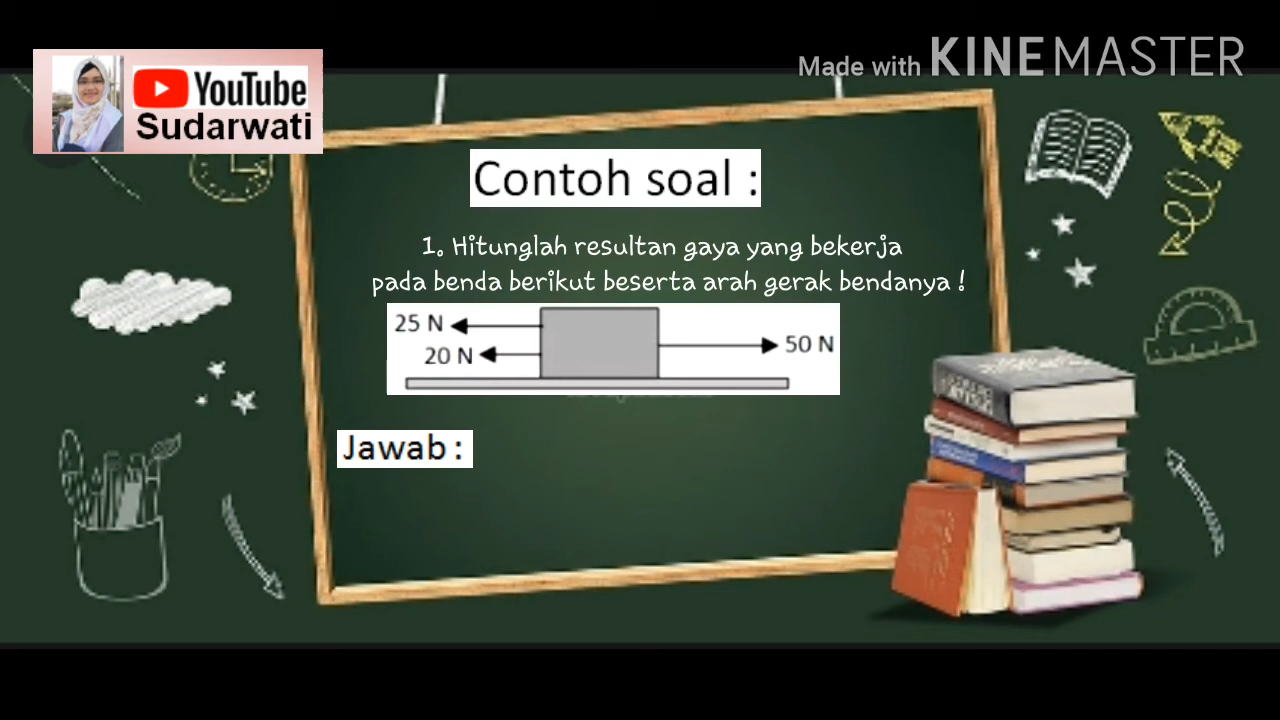 Made with KINEMASTER
YouTube
Sudarwati
Contoh soal :
1. Hitunglah resultan gaya yang bekerja
pada benda berikut beserta arah gerak bendanya !
25 N
20 N
50 N
Jawab :